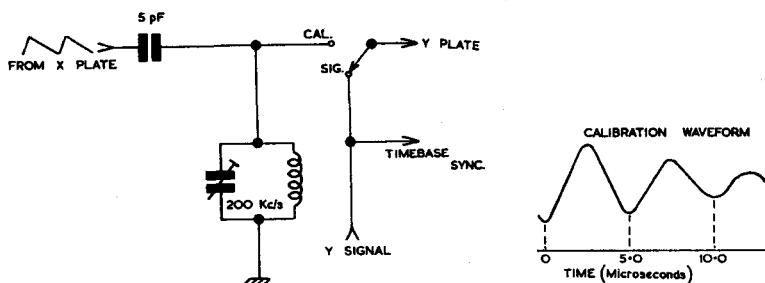 5 pF
CAL.
Y PLATE
FROM X PLATE
SIG.
CALIBRATION WAVEFORM
TIMEBASE
SYNC.
200 Kc/s
Y SIGNAL
0 5·0 10·0
TIME (Microseconds)